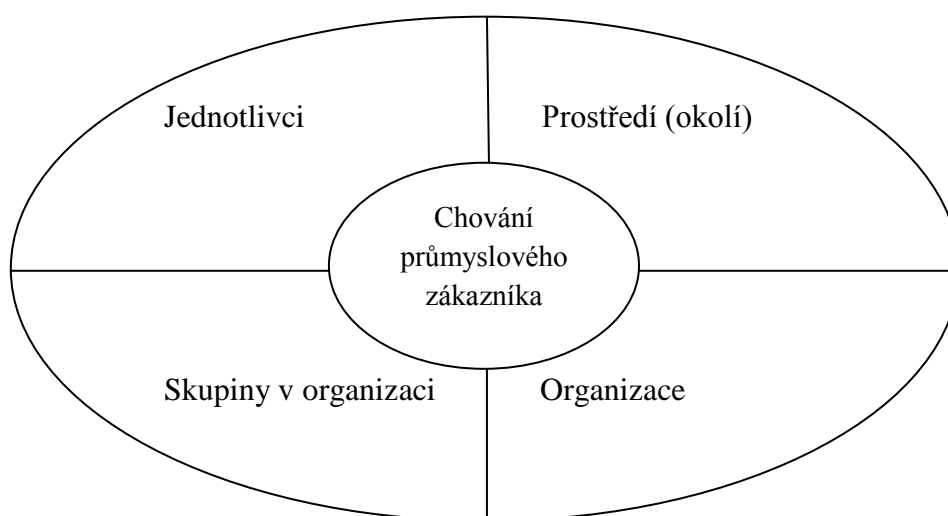 Jednotlivci
Prostředí (okolí)
Chování
průmyslového
zákazníka
Skupiny v organizaci
Organizace